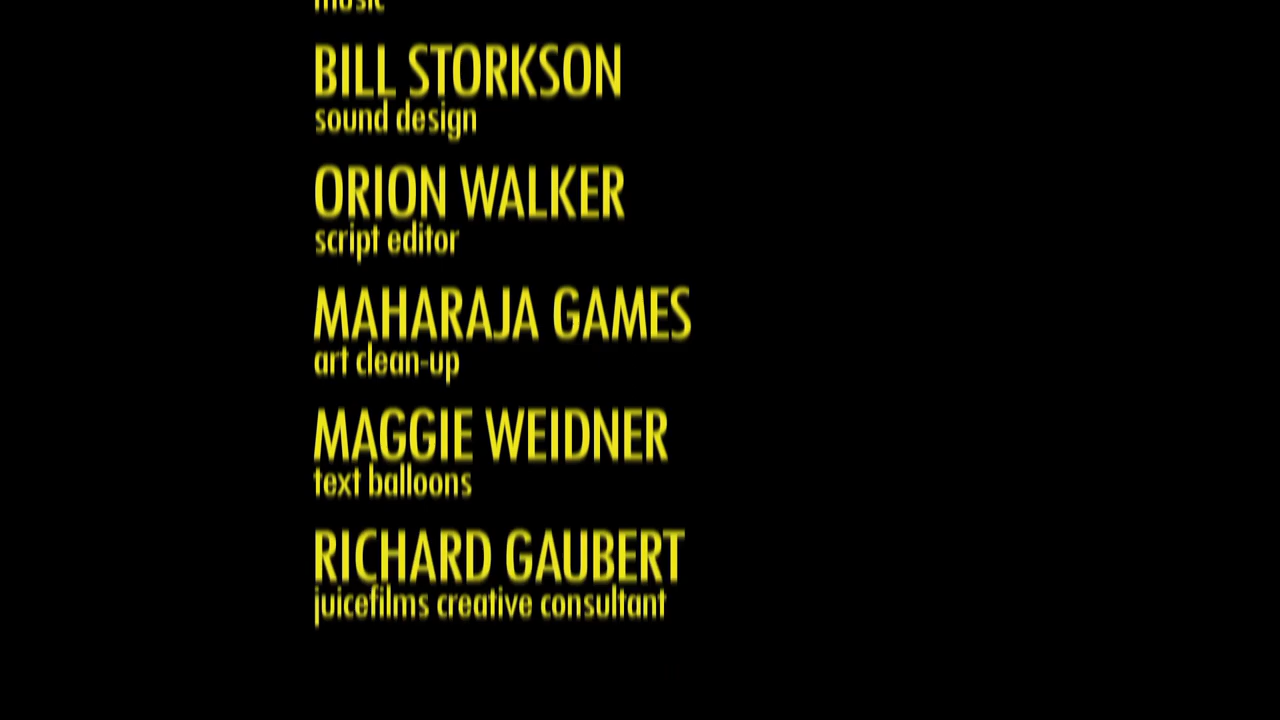 music
BILL STORKSON
sound design
ORION WALKER
script editor
MAHARAJA GAMES
art clean-up
MAGGIE WEIDNER
text balloons
RICHARD GAUBERT
juicefilms creative consultant